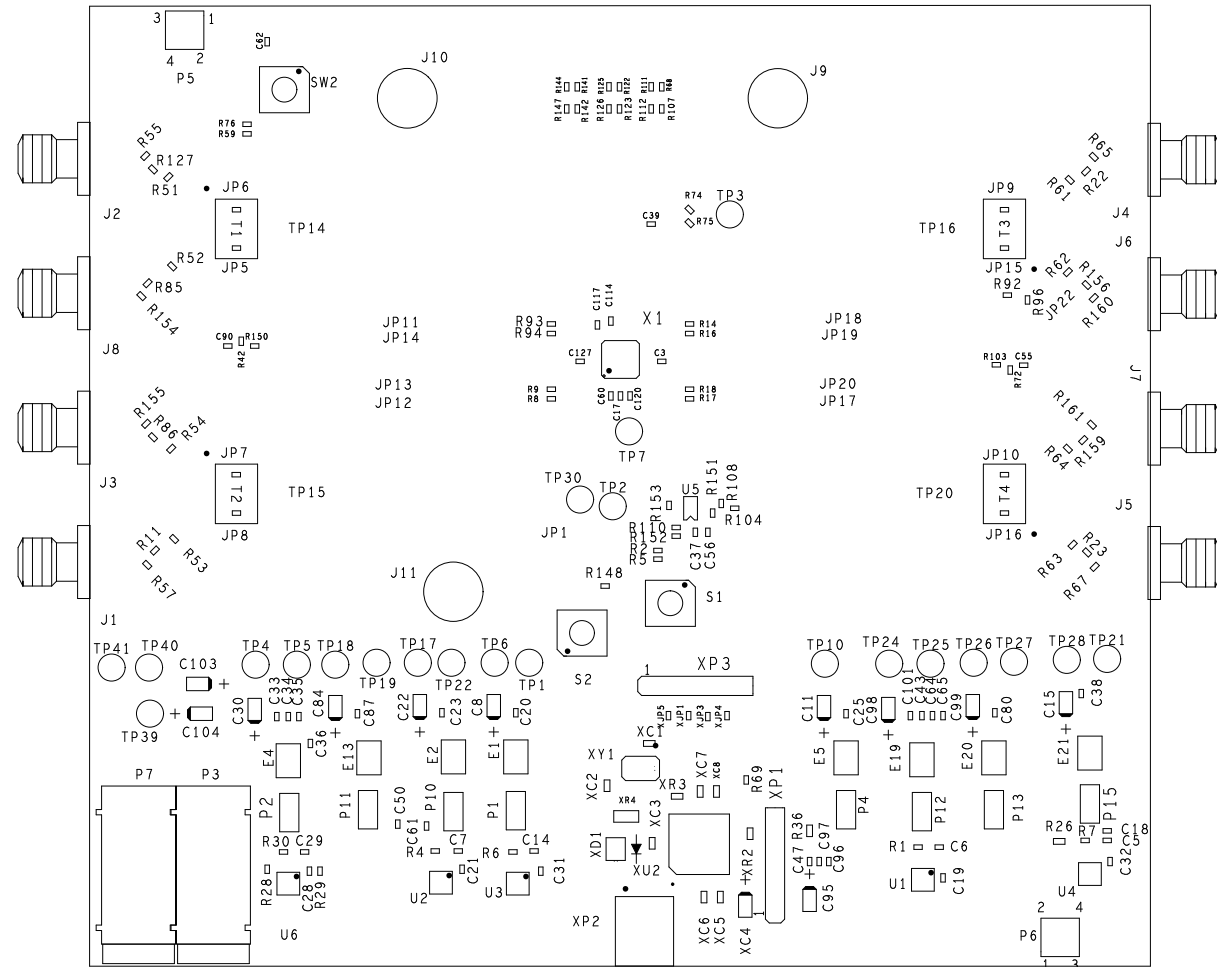 3
1
4
2
P5
C62
SW2
J10
J9
R144
R141
R125
R122
R111
R68
R147
R142
R126
R123
R112
R107
R76
R59
R55
R127
R51
R65
R22
R61
J2
JP6
T1
JP5
TP14
C39
R74
R75
TP3
TP16
JP9
T3
JP15
J4
J6
R52
R85
R154
R62
R156
R160
JP22
R92
R96
J8
C90
R42
R150
JP11
JP14
JP13
JP12
R93
R94
C117
C114
X1
R14
R16
C127
C3
R9
R8
C60
C17
C120
R18
R17
TP7
JP18
JP19
JP20
JP17
R103
R72
C55
J7
R155
R86
R54
R161
R159
R64
J3
JP7
T2
JP8
TP15
TP30
TP2
JP1
R153
U5
R151
R108
R104
R110
R152
R2
R5
C37
C56
TP20
JP10
T4
JP16
J5
R11
R53
R57
R23
R63
R67
J11
R148
S1
S2
J1
TP41
TP40
TP4
TP5
TP18
TP19
TP17
TP22
TP6
TP1
TP10
TP24
TP25
TP26
TP27
TP28
TP21
C103
+
C104
+
TP39
C30
+
C33
C34
C35
C84
+
C87
C22
+
C23
C8
+
C20
C36
E4
E13
E2
E1
XP3
1
XJP5
XJP1
XJP3
XJP4
C11
+
C25
C98
+
C101
C43
C64
C65
C99
+
C80
C15
+
C38
E5
E19
E20
E21
XC1
XY1
XC2
XR3
XC7
XC8
R69
XP1
1
P7
P3
P2
P11
P10
P1
C50
C61
XR4
XC3
XD1
XU2
XR2
R36
C47
C97
C96
P4
P12
P13
P15
R30
C29
R28
C28
R29
U6
R4
C7
C21
U2
R6
C14
C31
U3
XP2
XC6
XC5
XC4
+
C95
+
R1
C6
C19
U1
R26
R7
C18
C5
C32
U4
P6
2
4
1
3